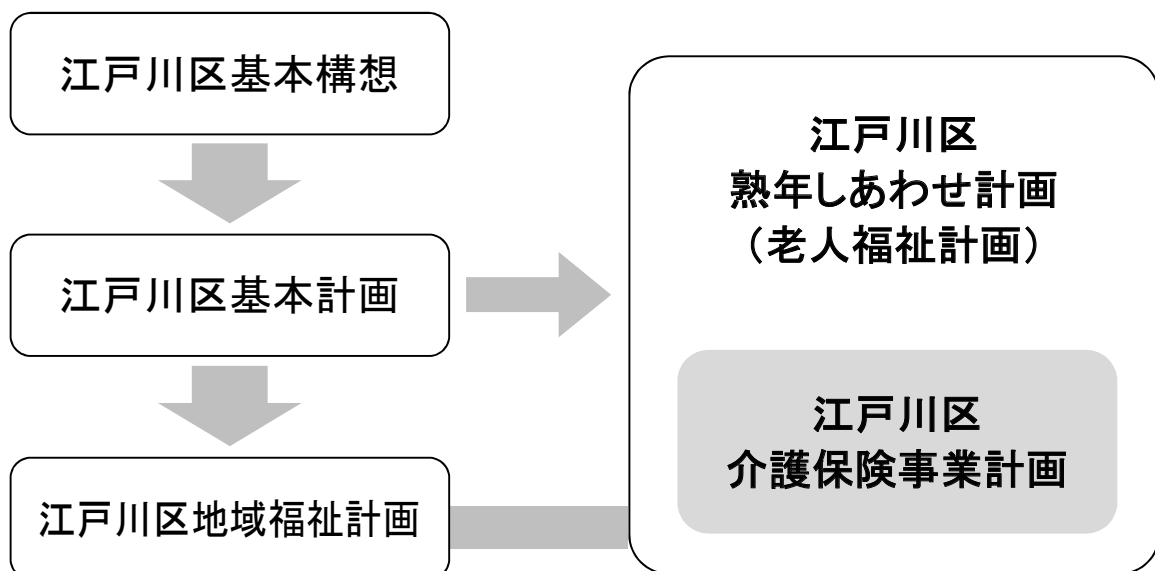 江戸川区基本構想
江戸川区基本計画
江戸川区地域福祉計画
江戸川区
熟年しあわせ計画
（老人福祉計画）
江戸川区
介護保険事業計画